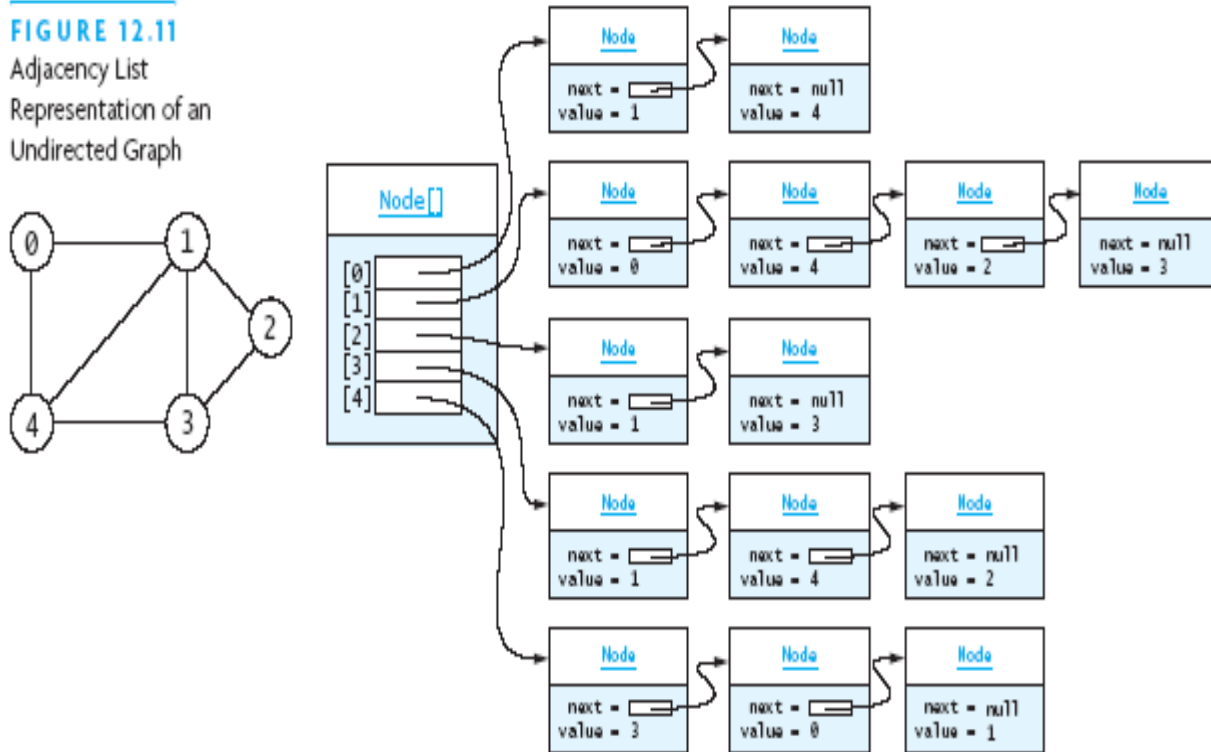 FIGURE 12.11
Adjacency List
Representation of an
Undirected Graph
0
1
2
4
3
Node[]
[0]
[1]
[2]
[3]
[4]
Node
next =
value = 1
Node
next = null
value = 4
Node
next =
value = 0
Node
next =
value = 4
Node
next =
value = 2
Node
next = null
value = 3
Node
next =
value = 1
Node
next = null
value = 3
Node
next =
value = 1
Node
next =
value = 4
Node
next = null
value = 2
Node
next =
value = 3
Node
next =
value = 0
Node
next = null
value = 1